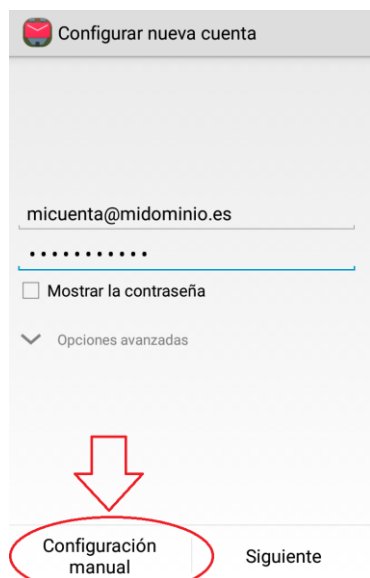 Configurar nueva cuenta
micuenta@midominio.es
•••••••••••
Mostrar la contraseña
Opciones avanzadas
Configuración
manual
Siguiente